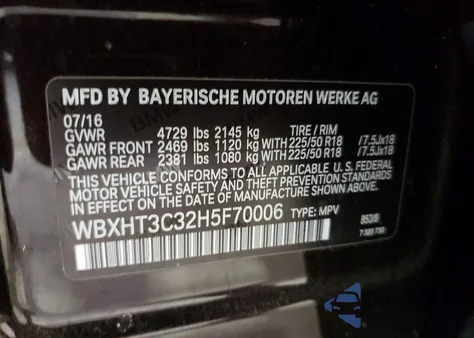 MFD BY BAYERISCHE MOTOREN WERKE AG
07/16
GVWR 4729 lbs 2145 kg TIRE / RIM
GAWR FRONT 2469 lbs 1120 kg WITH 225/50 R18 /7.5Jx18
GAWR REAR 2381 lbs 1080 kg WITH 225/50 R18 /7.5Jx18
THIS VEHICLE CONFORMS TO ALL APPLICABLE U.S. FEDERAL
MOTOR VEHICLE SAFETY STANDARDS
IN EFFECT ON THE DATE OF MANUFACTURE SHOWN ABOVE.
WBXHT3C32H5F70006 TYPE: MPV